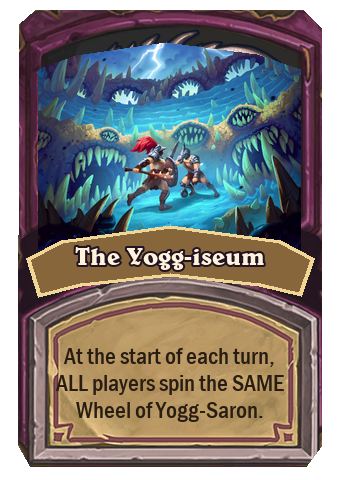 The Yogg-iseum
At the start of each turn,
ALL players spin the SAME
Wheel of Yogg-Saron.